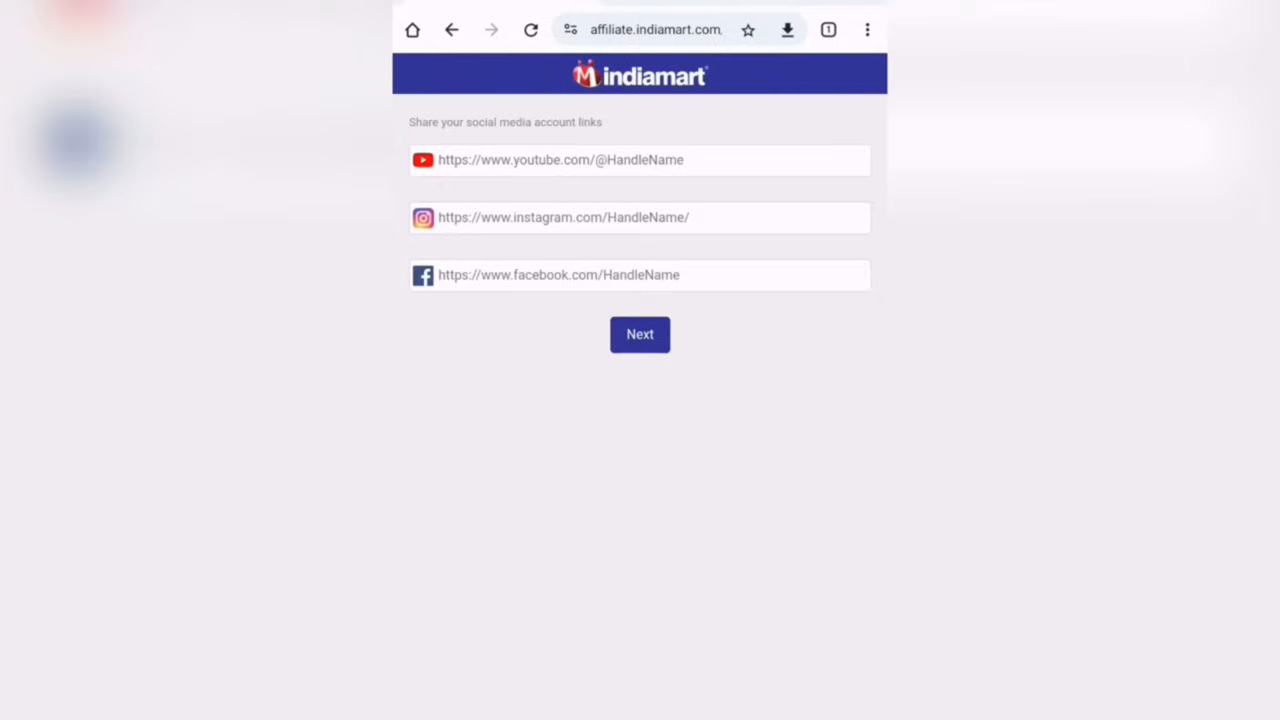 affiliate.indiamart.com
1
indiamart
Share your social media account links
https://www.youtube.com/@HandleName
https://www.instagram.com/HandleName/
https://www.facebook.com/HandleName
Next